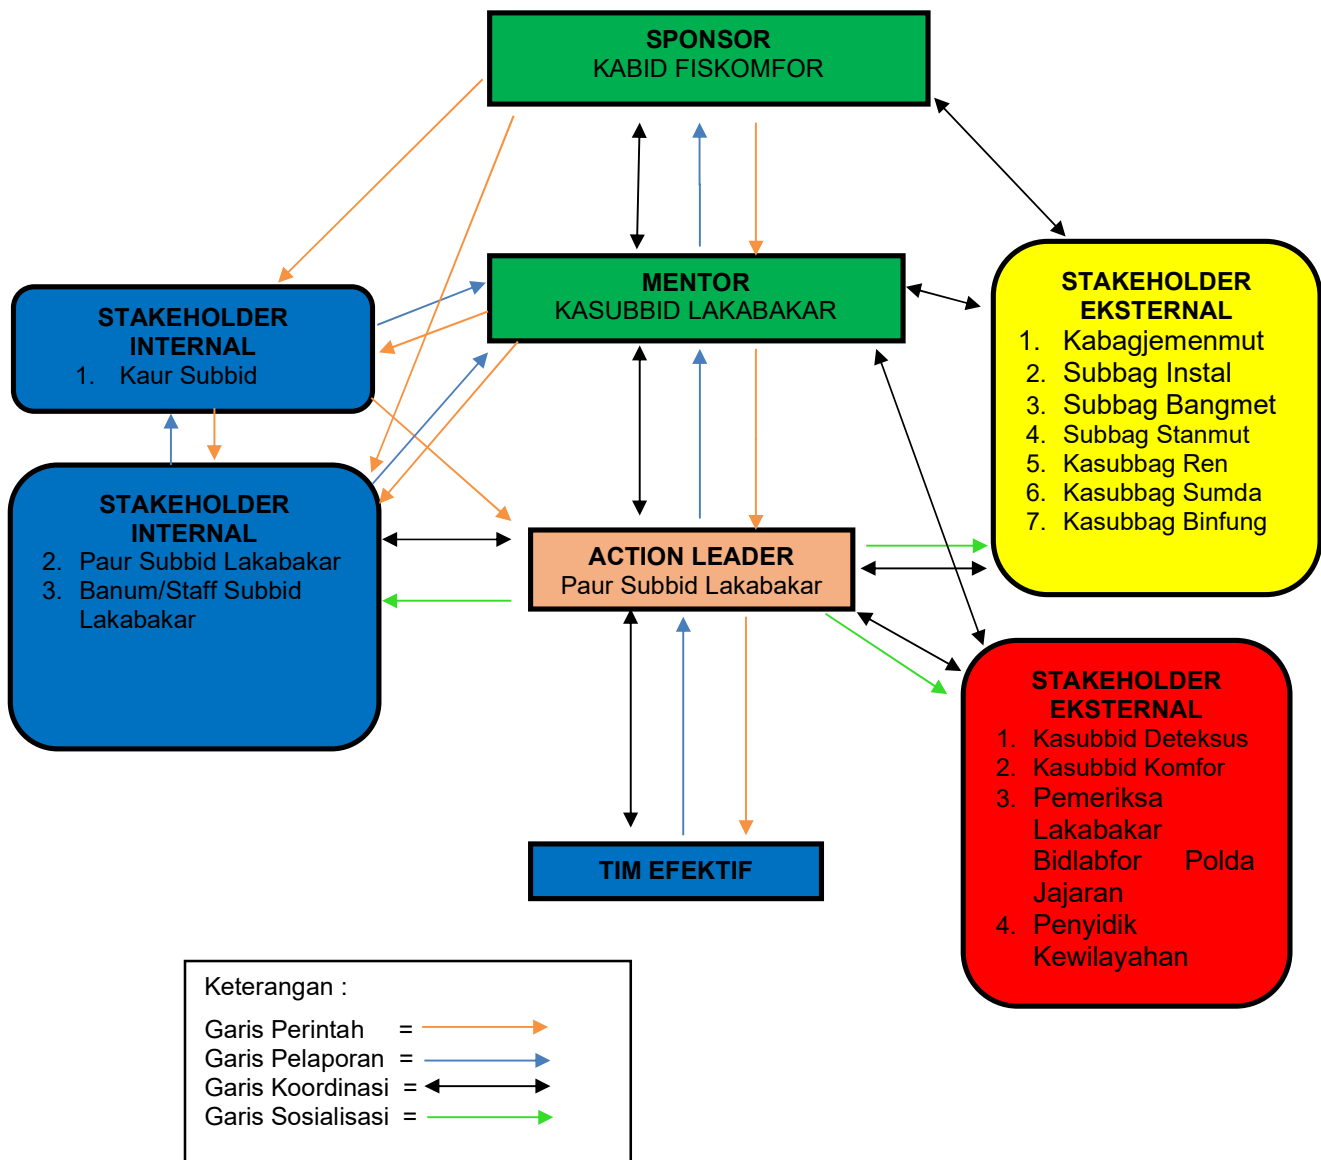 SPONSOR
KABID FISKOMFOR
MENTOR
KASUBBID LAKABAKAR
STAKEHOLDER
INTERNAL
1. Kaur Subbid
STAKEHOLDER
INTERNAL
2. Paur Subbid Lakabakar
3. Banum/Staff Subbid
Lakabakar
ACTION LEADER
Paur Subbid Lakabakar
TIM EFEKTIF
STAKEHOLDER
EKSTERNAL
1. Kabagjemenmut
2. Subbag Instal
3. Subbag Bangmet
4. Subbag Stanmut
5. Kasubbag Ren
6. Kasubbag Sumda
7. Kasubbag Binfung
STAKEHOLDER
EKSTERNAL
1. Kasubbid Deteksus
2. Kasubbid Komfor
3. Pemeriksa
Lakabakar
Bidlabfor Polda
Jajaran
4. Penyidik
Kewilayahan
Keterangan :
Garis Perintah =
Garis Pelaporan =
Garis Koordinasi =
Garis Sosialisasi =